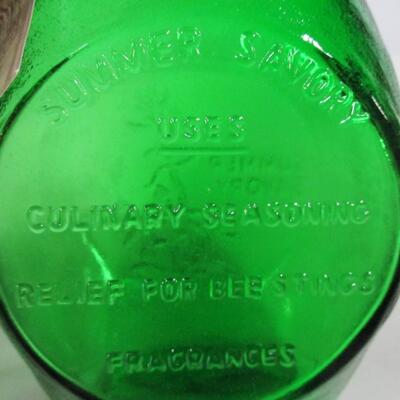 SUMMER SAVORY
USES
CULINARY SEASONING
RELIEF FOR BEE STINGS
FRAGRANCES